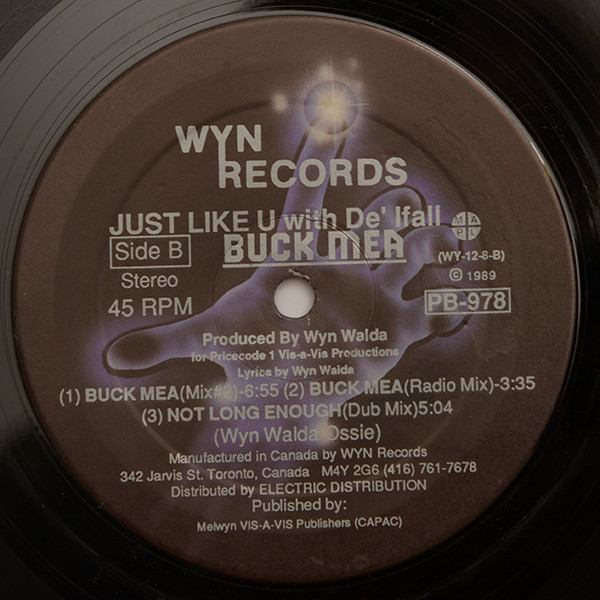 WYN
RECORDS
JUST LIKE U with De' Ifall
M A
P L
Side B
BUCK MEA
(WY-12-8-B)
Stereo
© 1989
45 RPM
PB-978
Produced By Wyn Walda
for Pricecode 1 Vis-a-Vis Productions
Lyrica by Wyn Walda
(1) BUCK MEA(Mix#2)-6:55 (2) BUCK MEA(Radio Mix)-3:35
(3) NOT LONG ENOUGH(Dub Mix)5:04
(Wyn Walda Ossie)
Manufactured in Canada by WYN Records
342 Jarvis St. Toronto, Canada M4Y 2G6 (416) 761-7678
Distributed by ELECTRIC DISTRIBUTION
Published by:
Melwyn VIS-A-VIS Publishers (CAPAC)